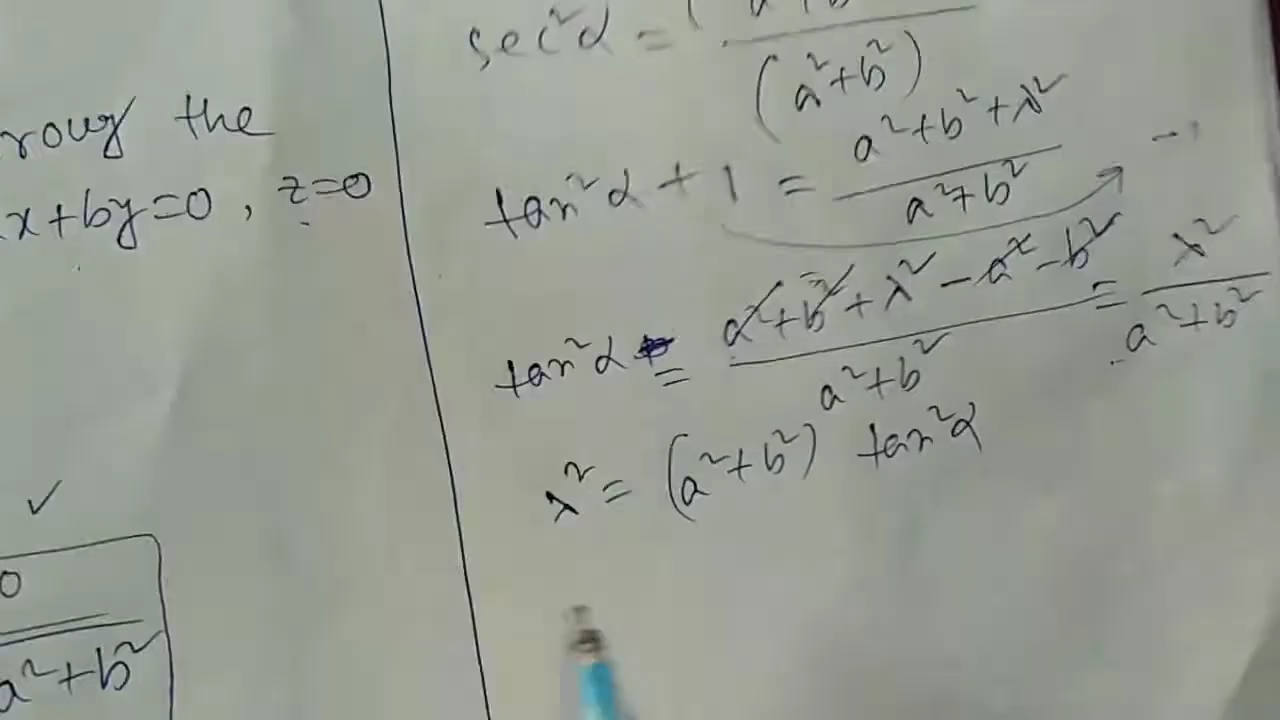 the
x+by=0, z=0
✓
0
a²+b²
sec²α =
(a²+b²)
tan²α + 1 = a²+b²+λ² / a²+b²
tan²α = a²+b²+λ²-a²-b² / a²+b² = λ² / a²+b²
λ² = (a²+b²) tan²α